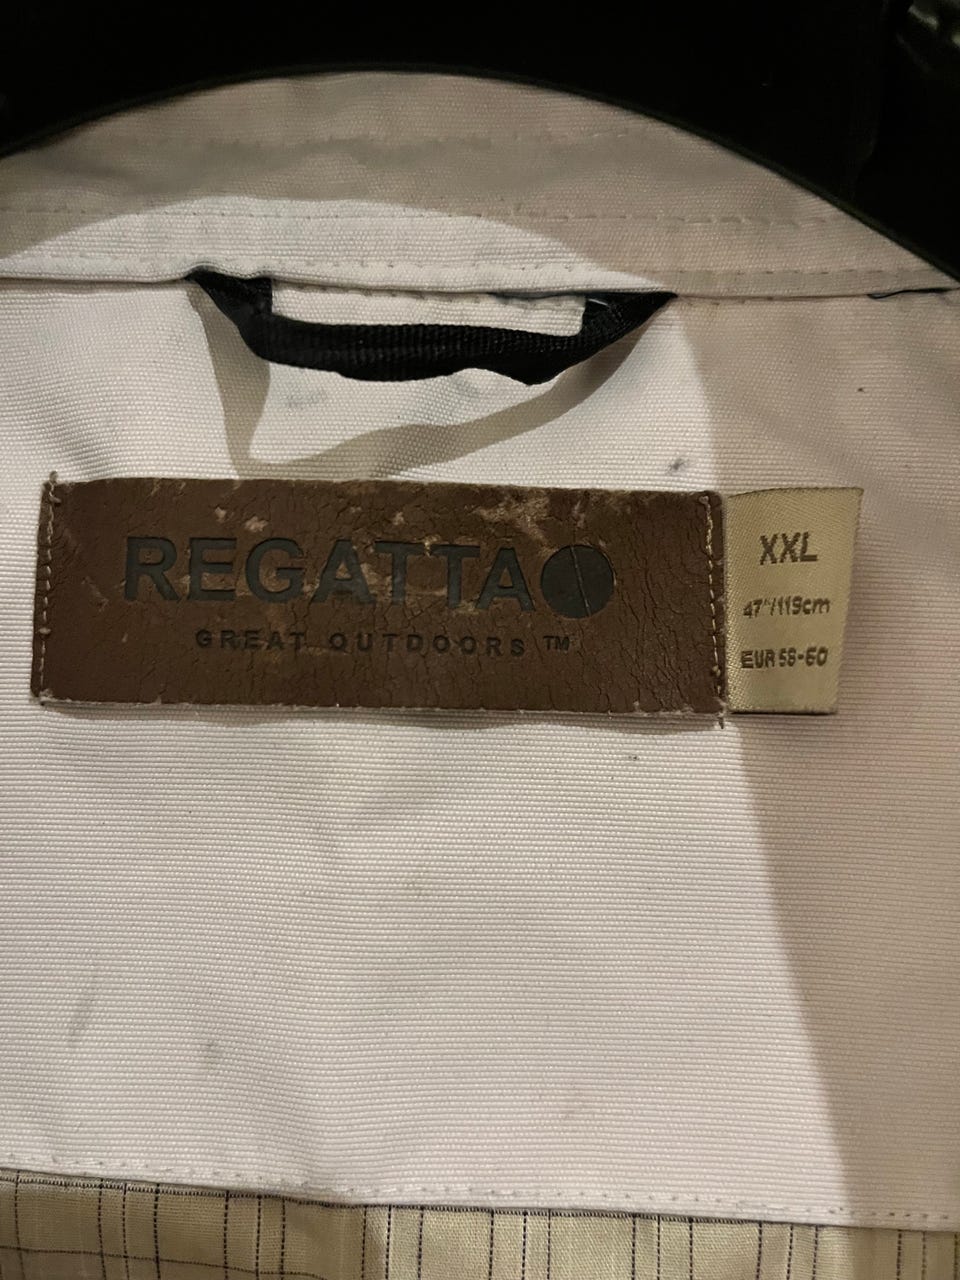 REGATTA
GREAT OUTDOORS ™
XXL
47"/119cm
EUR 58-60